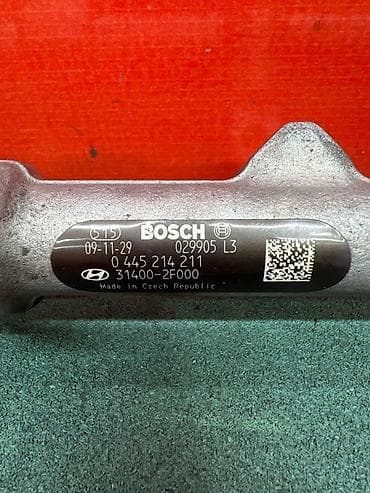 (515) BOSCH
09-11-29 029905 L3
0 445 214 211
31400-2F000
Made in Czech Republic